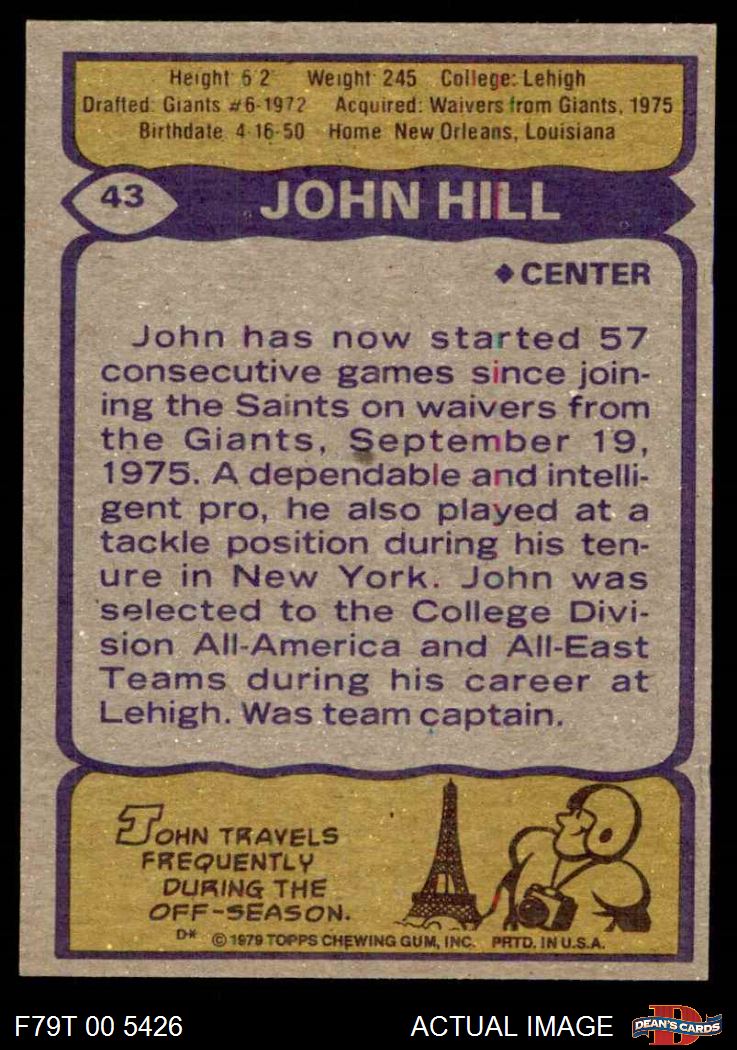 Height 6 2 Weight 245 College: Lehigh
Drafted: Giants #6-1972 Acquired: Waivers from Giants, 1975
Birthdate 4-16-50 Home New Orleans, Louisiana
43 JOHN HILL
◆ CENTER
John has now started 57
consecutive games since join-
ing the Saints on waivers from
the Giants, September 19,
1975. A dependable and intelli-
gent pro, he also played at a
tackle position during his ten-
ure in New York. John was
selected to the College Divi-
sion All-America and All-East
Teams during his career at
Lehigh. Was team captain.
JOHN TRAVELS
FREQUENTLY
DURING THE
OFF-SEASON.
D* © 1979 TOPPS CHEWING GUM, INC. PRTD. IN U.S.A.
F79T 00 5426 ACTUAL IMAGE D DEAN'S CARDS